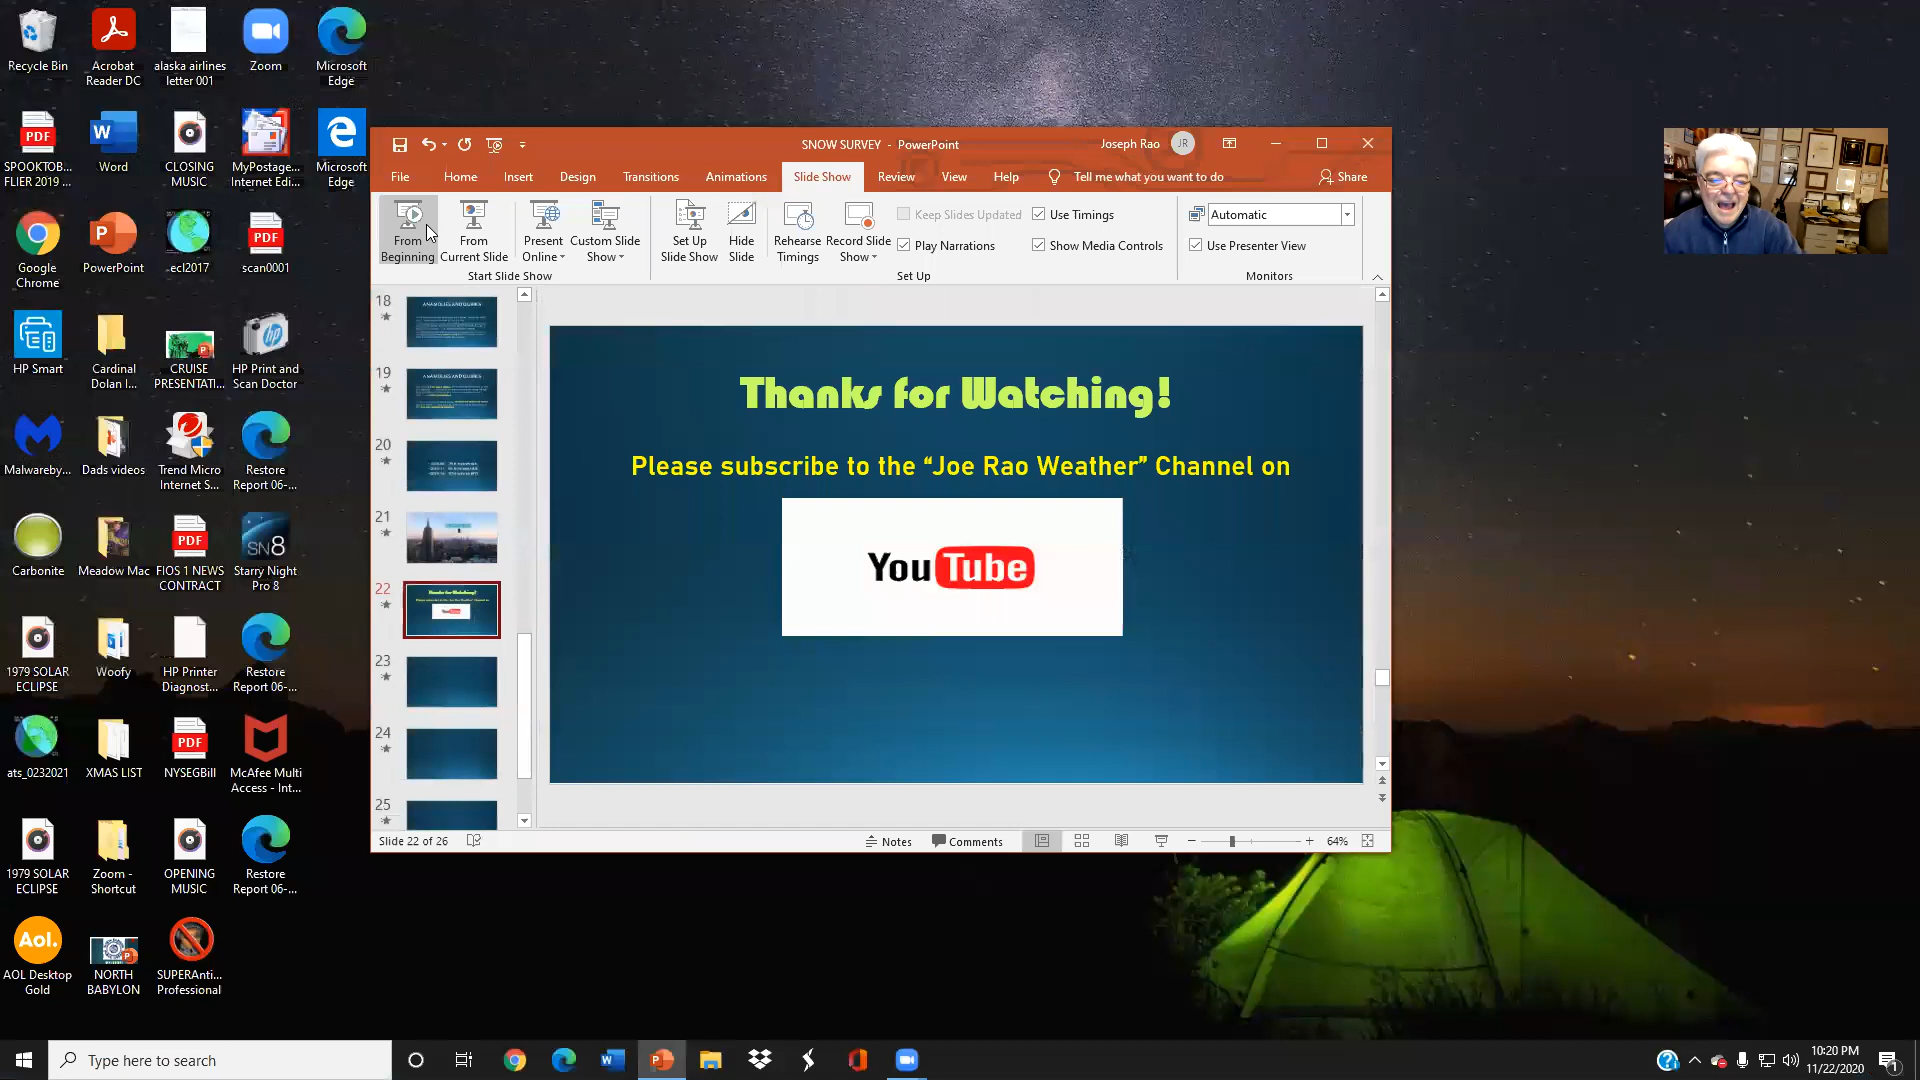 Recycle Bin
Acrobat Reader DC
alaska airlines letter 001
Zoom
Microsoft Edge
SPOOKTOB... FLIER 2019 ...
Word
CLOSING MUSIC
MyPostage... Internet Edi...
Microsoft Edge
Google Chrome
PowerPoint
ecl2017
scan0001
HP Smart
Cardinal Dolan I...
CRUISE PRESENTATI...
HP Print and Scan Doctor
Malwareby...
Dads videos
Trend Micro Internet S...
Restore Report 06-...
Carbonite
Meadow Mac
FIOS 1 NEWS CONTRACT
Starry Night Pro 8
1979 SOLAR ECLIPSE
Woofy
HP Printer Diagnost...
Restore Report 06-...
ats_0232021
XMAS LIST
NYSEGBill
McAfee Multi Access - Int...
1979 SOLAR ECLIPSE
Zoom - Shortcut
OPENING MUSIC
Restore Report 06-...
AOL Desktop Gold
NORTH BABYLON
SUPERAnti... Professional
SNOW SURVEY - PowerPoint
Joseph Rao JR
File Home Insert Design Transitions Animations Slide Show Review View Help Tell me what you want to do Share
From Beginning
From Current Slide
Present Online
Custom Slide Show
Set Up Slide Show
Hide Slide
Rehearse Timings
Record Slide Show
Keep Slides Updated
Play Narrations
Use Timings
Show Media Controls
Automatic
Use Presenter View
Start Slide Show
Set Up
Monitors
18
19
20
21
22
23
24
25
Thanks for Watching!
Please subscribe to the “Joe Rao Weather” Channel on
YouTube
Slide 22 of 26
Notes
Comments
64%
Type here to search
10:20 PM
11/22/2020